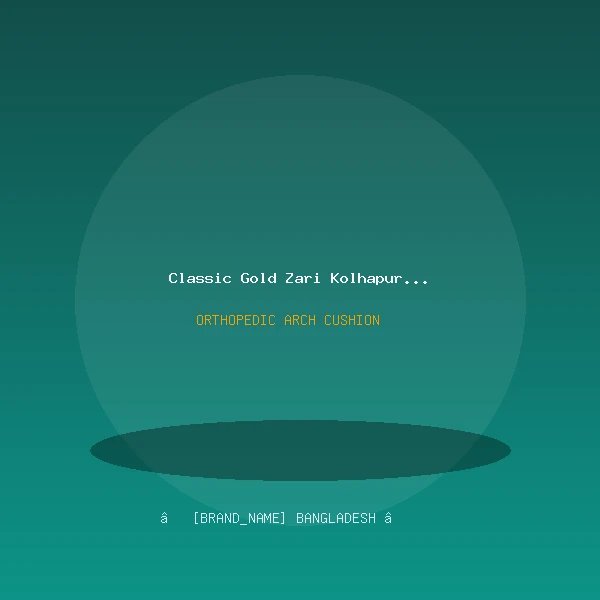 Classic Gold Zari Kolhapur...
ORTHOPEDIC ARCH CUSHION
â [BRAND_NAME] BANGLADESH â